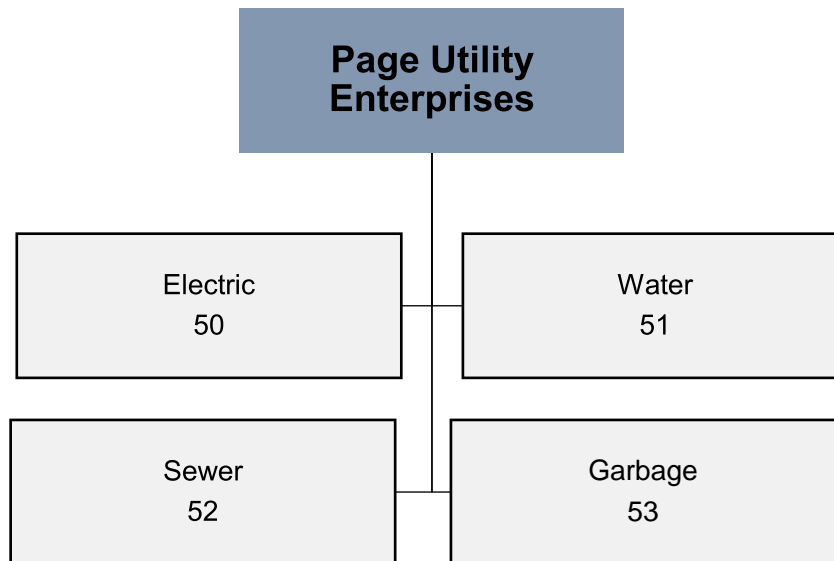 Page Utility
Enterprises
Electric
50
Water
51
Sewer
52
Garbage
53